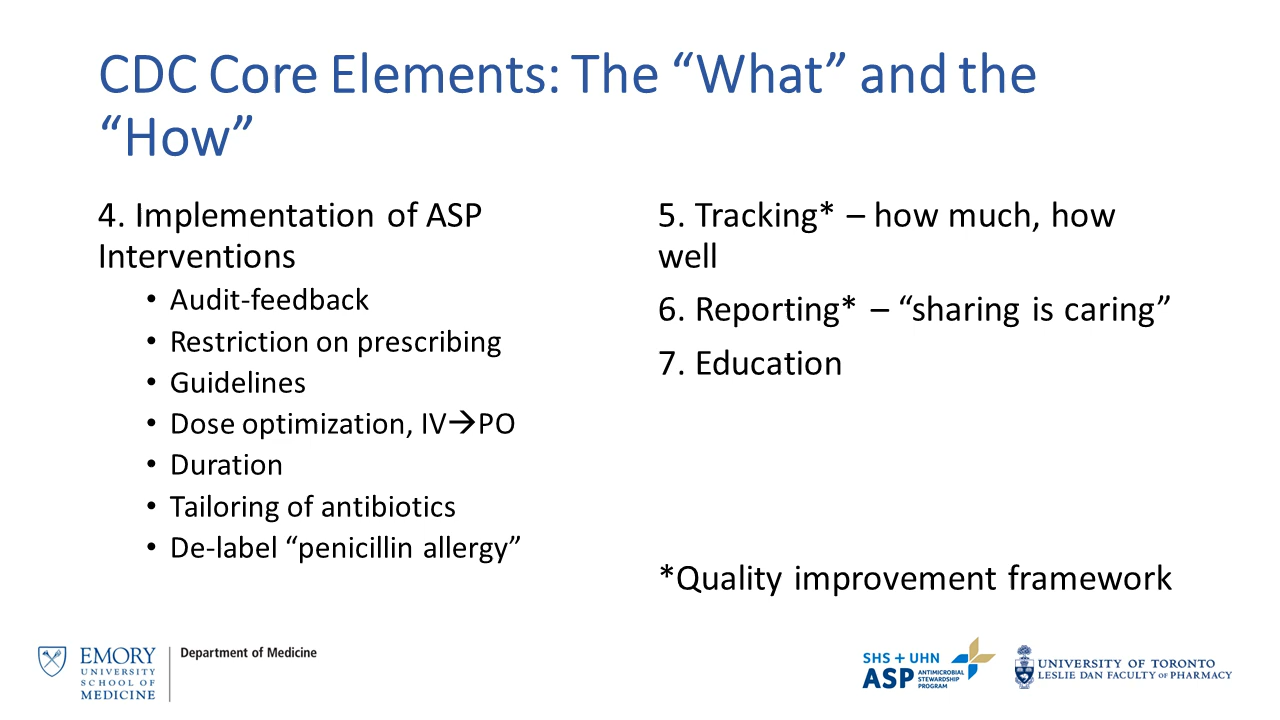 CDC Core Elements: The “What” and the
“How”
4. Implementation of ASP
Interventions
• Audit-feedback
• Restriction on prescribing
• Guidelines
• Dose optimization, IV→PO
• Duration
• Tailoring of antibiotics
• De-label “penicillin allergy”
5. Tracking* – how much, how
well
6. Reporting* – “sharing is caring”
7. Education
*Quality improvement framework
EMORY
UNIVERSITY
SCHOOL OF
MEDICINE
Department of Medicine
SHS + UHN
ASP
ANTIMICROBIAL
STEWARDSHIP
PROGRAM
UNIVERSITY OF TORONTO
LESLIE DAN FACULTY OF PHARMACY